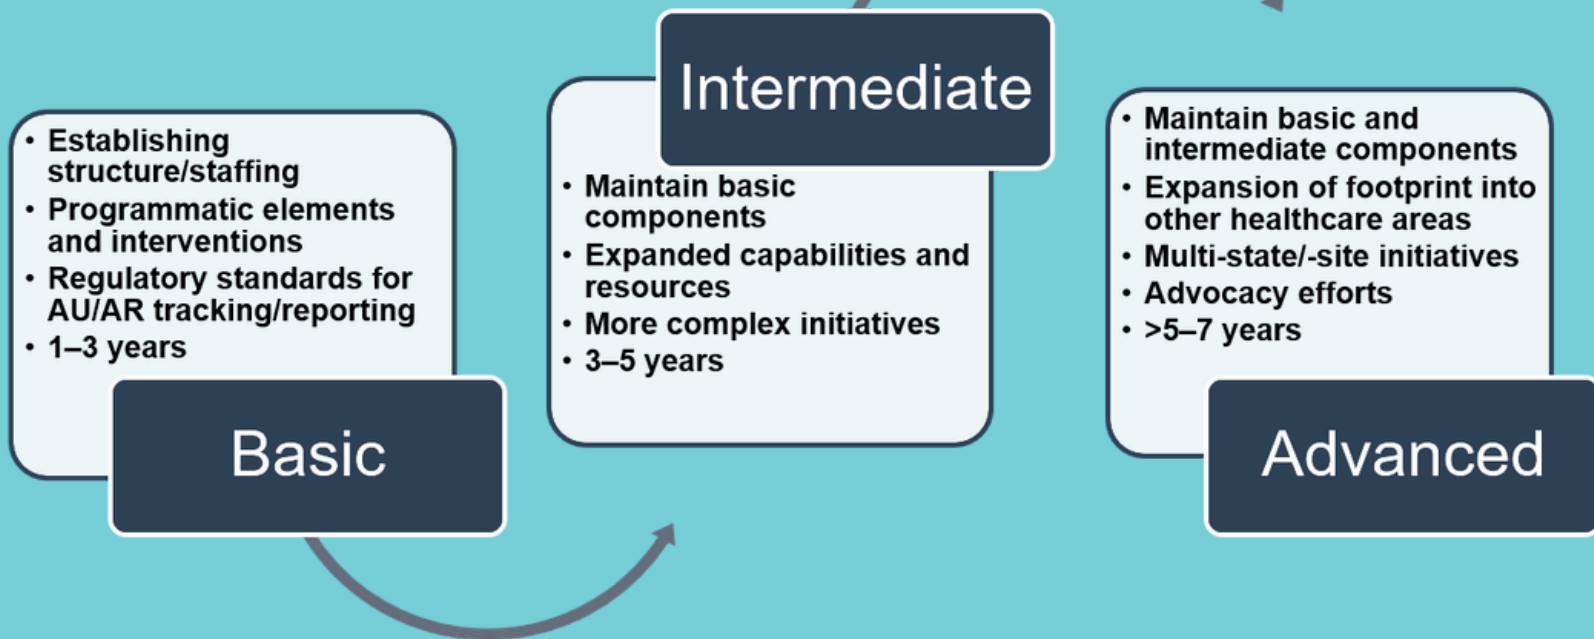 • Establishing
structure/staffing
• Programmatic elements
and interventions
• Regulatory standards for
AU/AR tracking/reporting
• 1–3 years
Basic
Intermediate
• Maintain basic
components
• Expanded capabilities and
resources
• More complex initiatives
• 3–5 years
• Maintain basic and
intermediate components
• Expansion of footprint into
other healthcare areas
• Multi-state/-site initiatives
• Advocacy efforts
• >5–7 years
Advanced